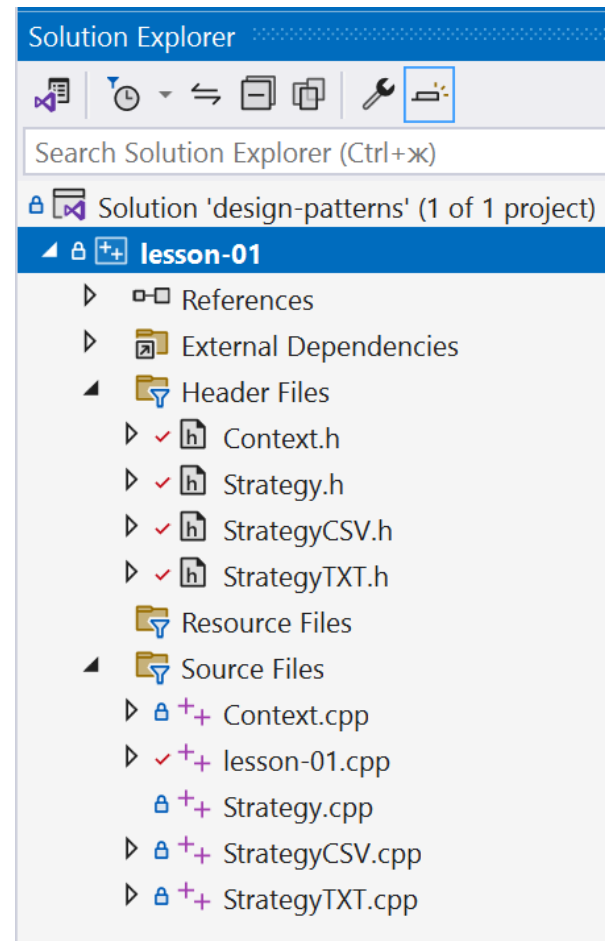 Solution Explorer
Search Solution Explorer (Ctrl+ж)
Solution 'design-patterns' (1 of 1 project)
lesson-01
References
External Dependencies
Header Files
Context.h
Strategy.h
StrategyCSV.h
StrategyTXT.h
Resource Files
Source Files
Context.cpp
lesson-01.cpp
Strategy.cpp
StrategyCSV.cpp
StrategyTXT.cpp